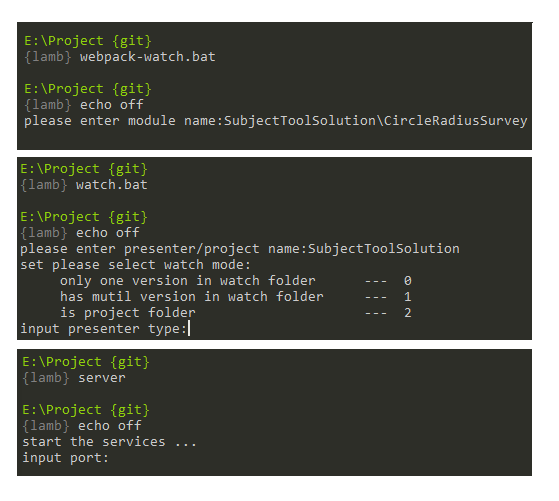 E:\Project {git}
{lamb} webpack-watch.bat
E:\Project {git}
{lamb} echo off
please enter module name:SubjectToolSolution\CircleRadiusSurvey
E:\Project {git}
{lamb} watch.bat
E:\Project {git}
{lamb} echo off
please enter presenter/project name:SubjectToolSolution
set please select watch mode:
only one version in watch folder --- 0
has mutil version in watch folder --- 1
is project folder --- 2
input presenter type:
E:\Project {git}
{lamb} server
E:\Project {git}
{lamb} echo off
start the services ...
input port: